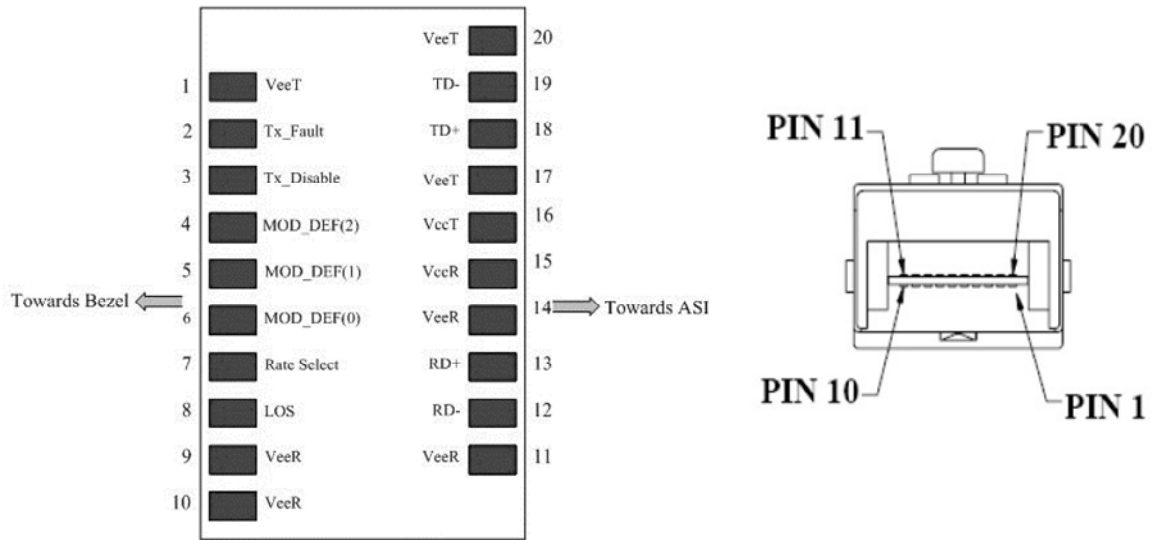 VeeT 20
1 VeeT TD- 19
2 Tx_Fault TD+ 18
3 Tx_Disable VeeT 17
4 MOD_DEF(2) VccT 16
5 MOD_DEF(1) VccR 15
Towards Bezel
6 MOD_DEF(0) VeeR 14 Towards ASI
7 Rate Select RD+ 13
8 LOS RD- 12
9 VeeR VeeR 11
10 VeeR
PIN 11 PIN 20
PIN 10 PIN 1